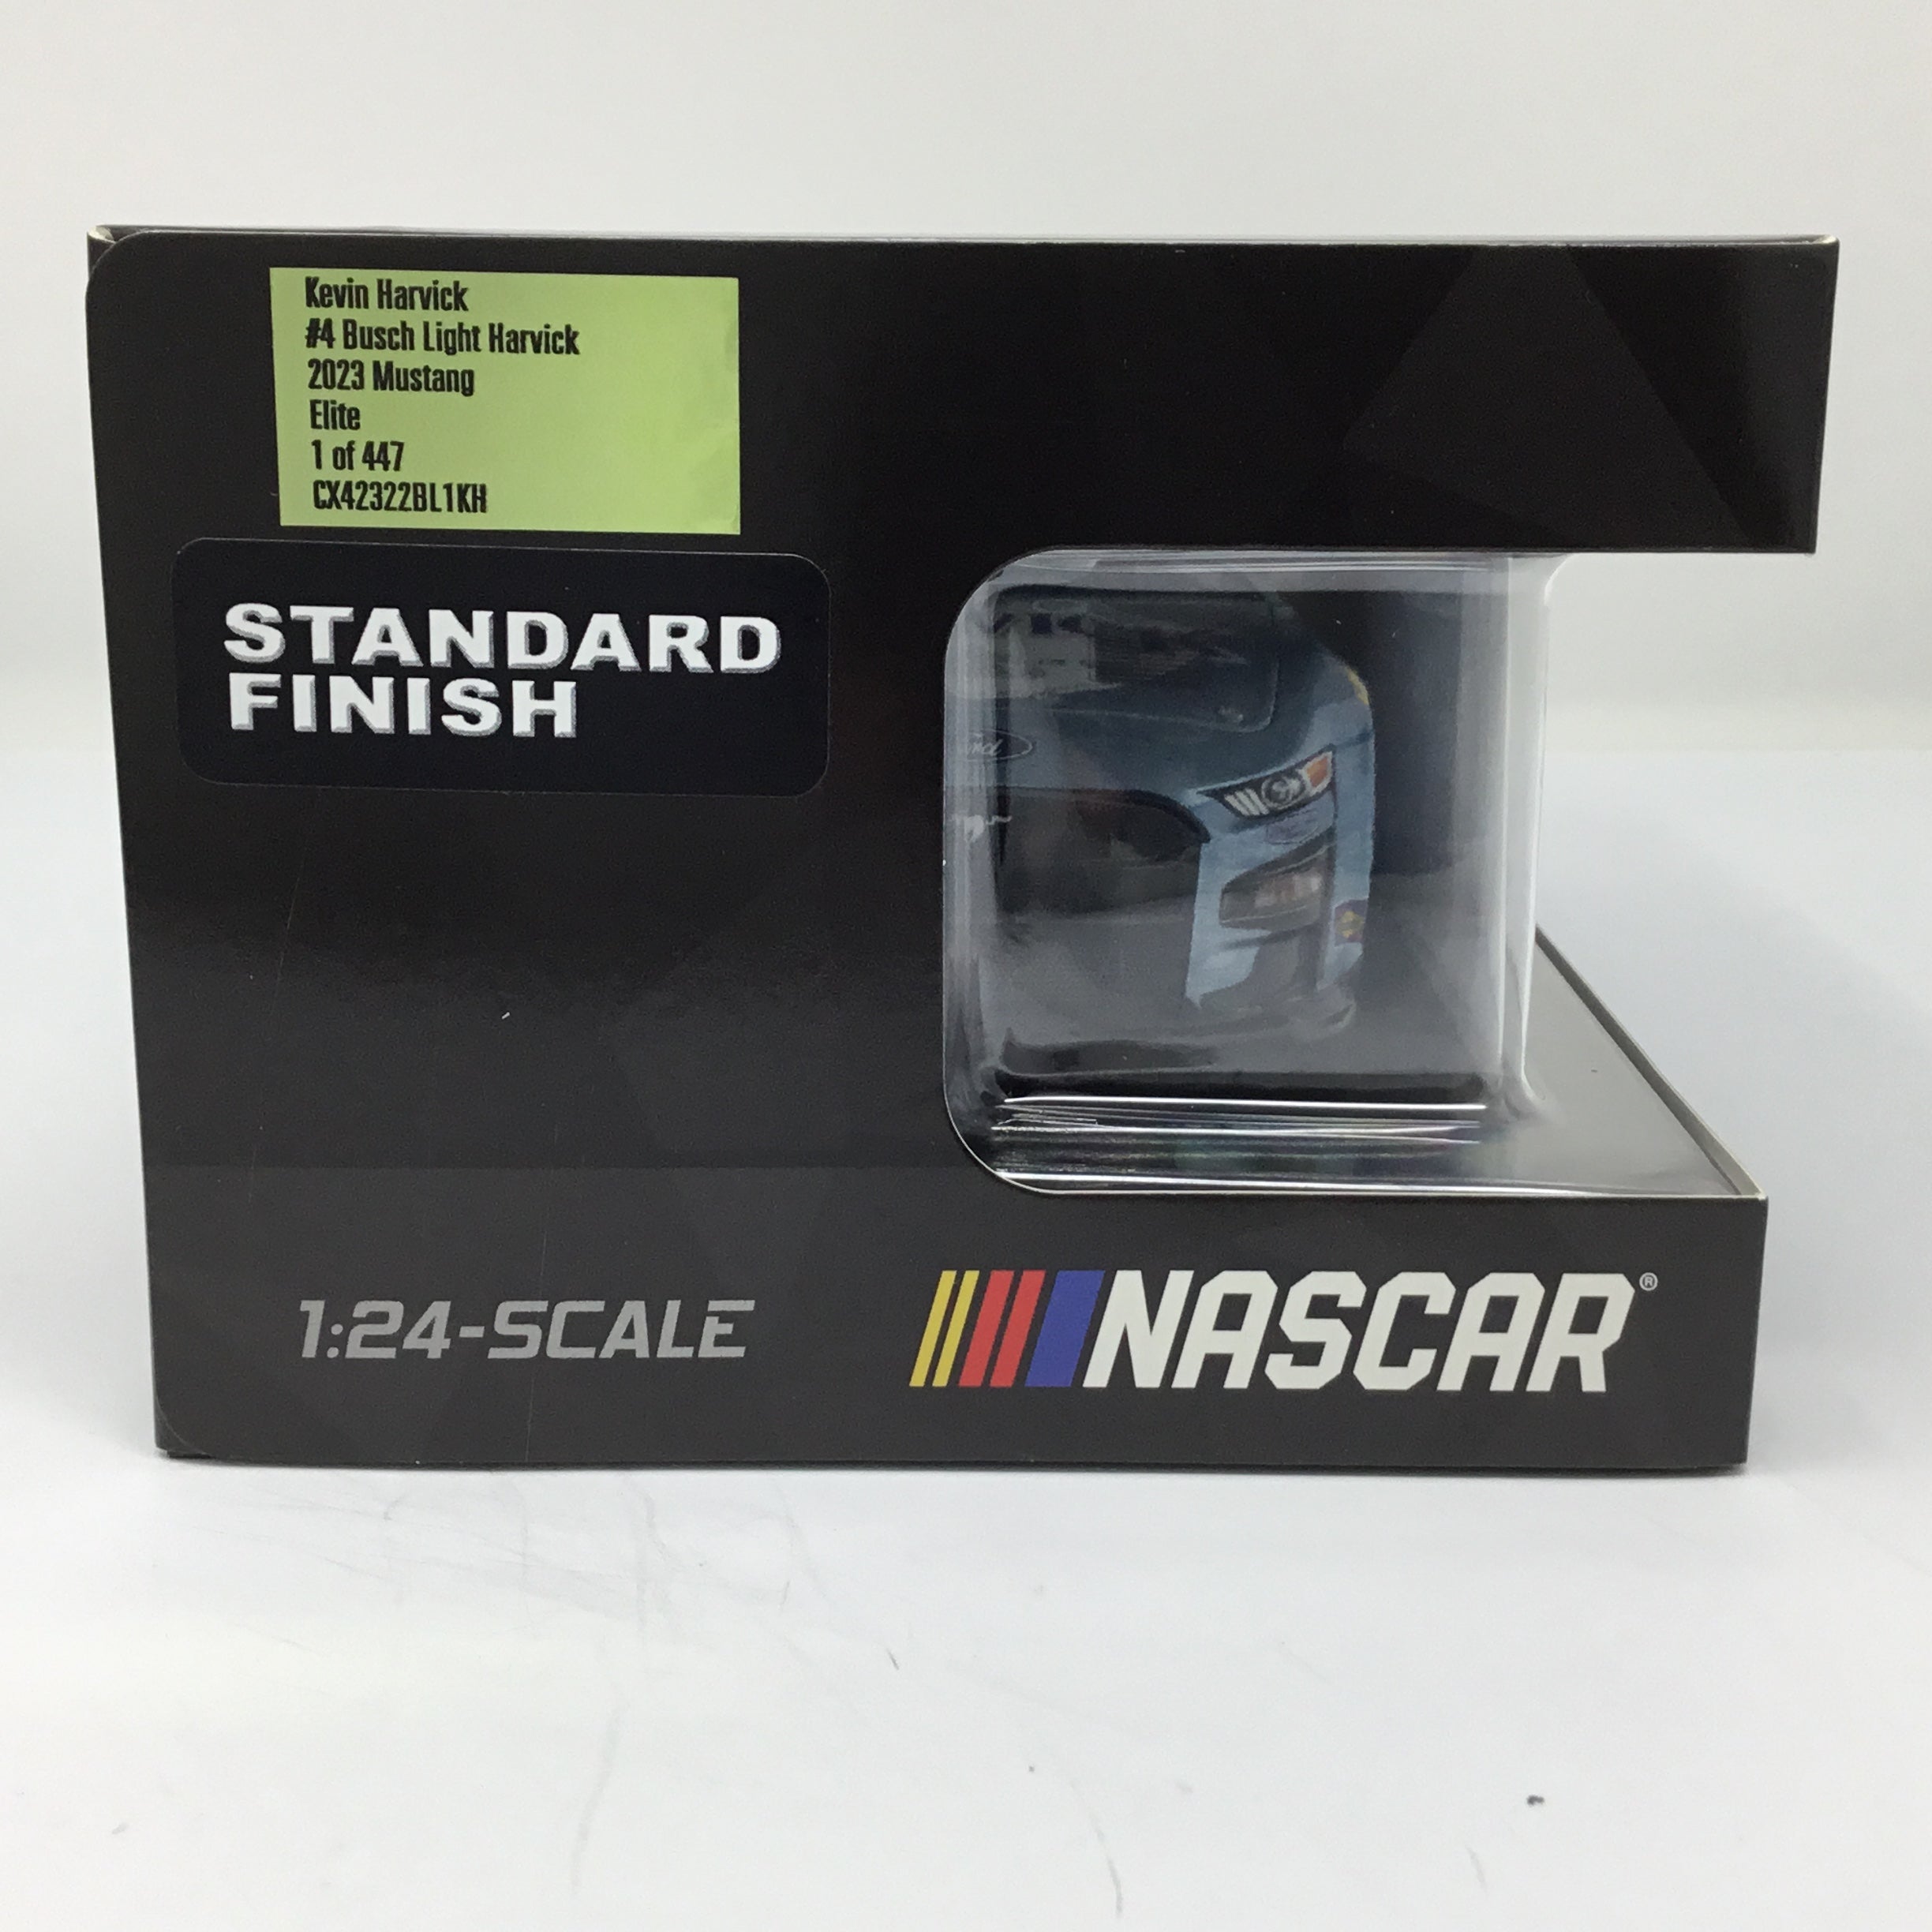 Kevin Harvick
#4 Busch Light Harvick
2023 Mustang
Elite
1 of 447
CX42322BL1KH
STANDARD
FINISH
Ford
1:24-SCALE
NASCAR®